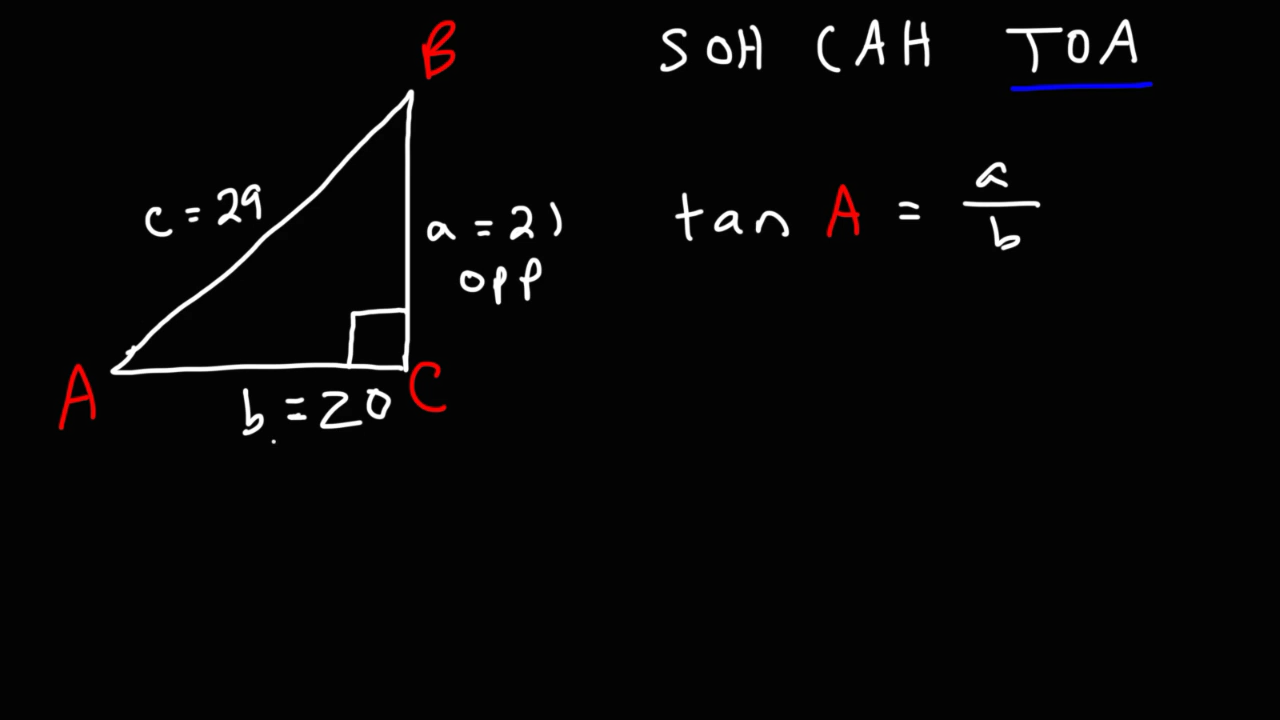 B
SOH CAH TOA
c = 29
a = 21
opp
tan A = a/b
A
C
b = 20